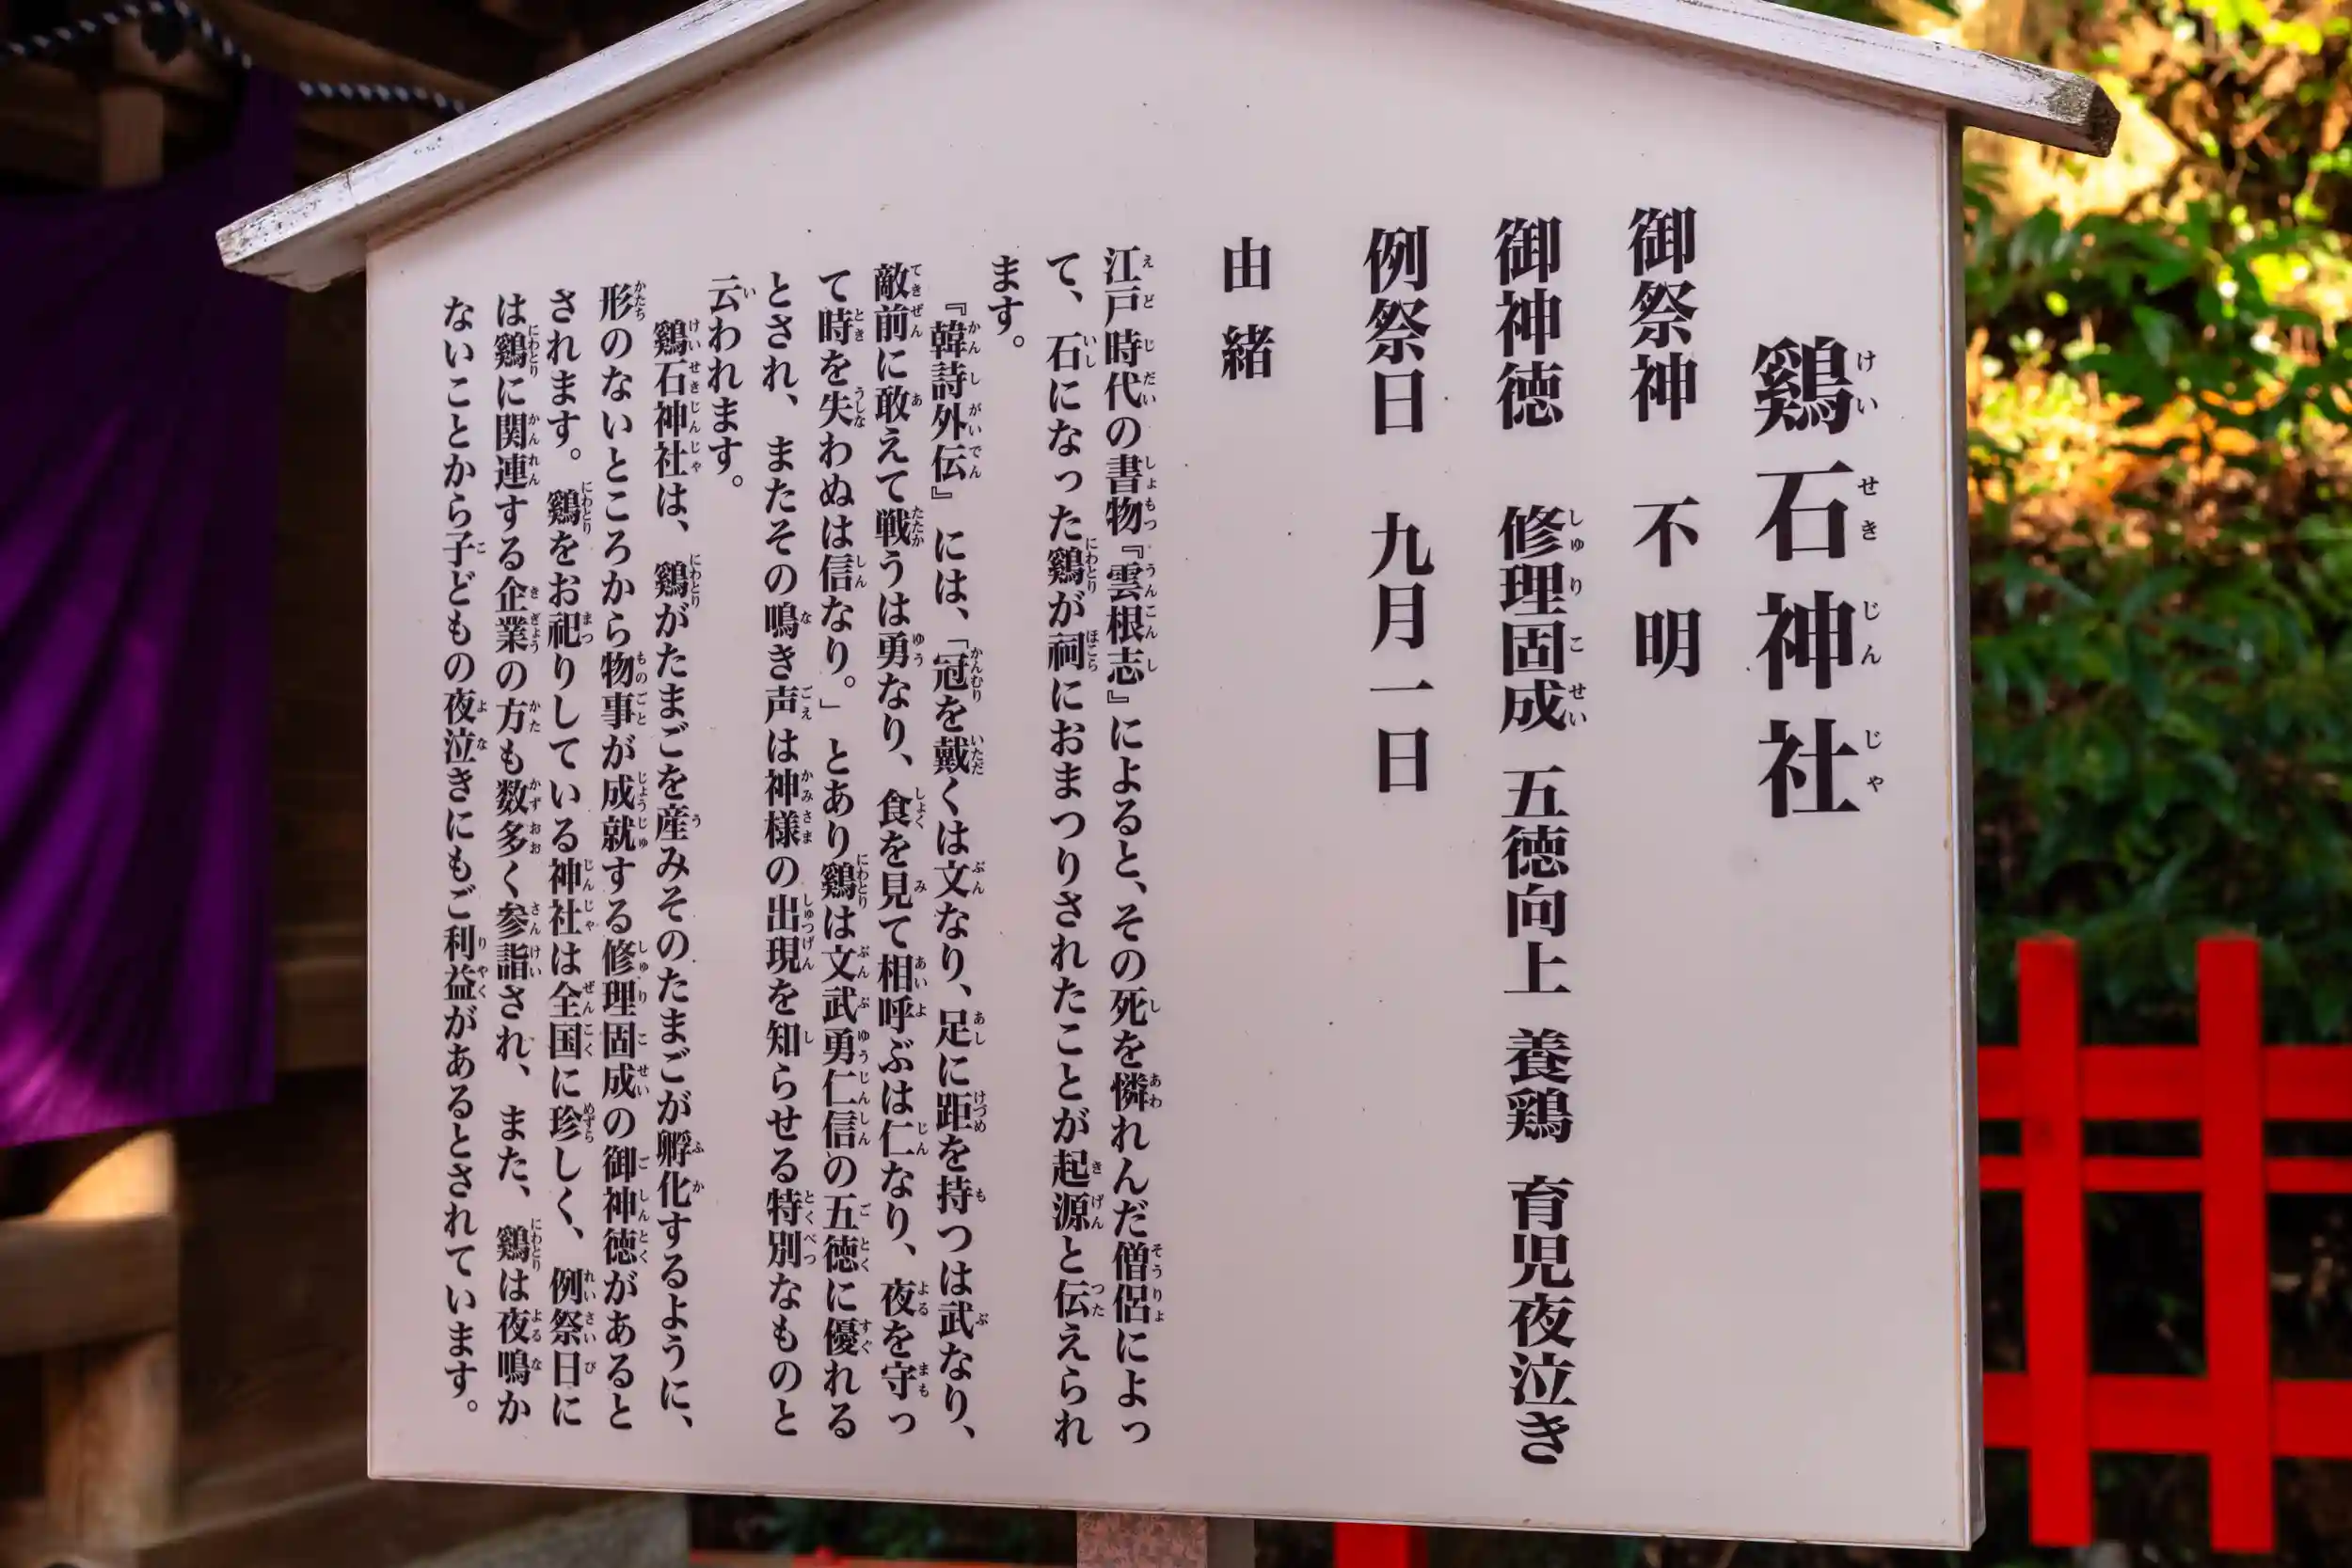 鷄石神社
御祭神 不明
御神徳 修理固成 五徳向上 養鶏 育児夜泣き
例祭日 九月一日
由緒
江戸時代の書物『雲根志』によると、その死を憐れんだ僧侶によっ
て、石になった鷄が祠におまつりされたことが起源と伝えられ
ます。
『韓詩外伝』には、「冠を戴くは文なり、足に距を持つは武なり、
敵前に敢えて戦うは勇なり、食を見て相呼ぶは仁なり、夜を守っ
て時を失わぬは信なり。」とあり鷄は文武勇仁信の五徳に優れる
とされ、またその鳴き声は神様の出現を知らせる特別なものと
云われます。
鷄石神社は、鷄がたまごを産みそのたまごが孵化するように、
形のないところから物事が成就する修理固成の御神徳があると
されます。鷄をお祀りしている神社は全国に珍しく、例祭日に
は鷄に関連する企業の方も数多く参詣され、また、鷄は夜鳴か
ないことから子どもの夜泣きにもご利益があるとされています。